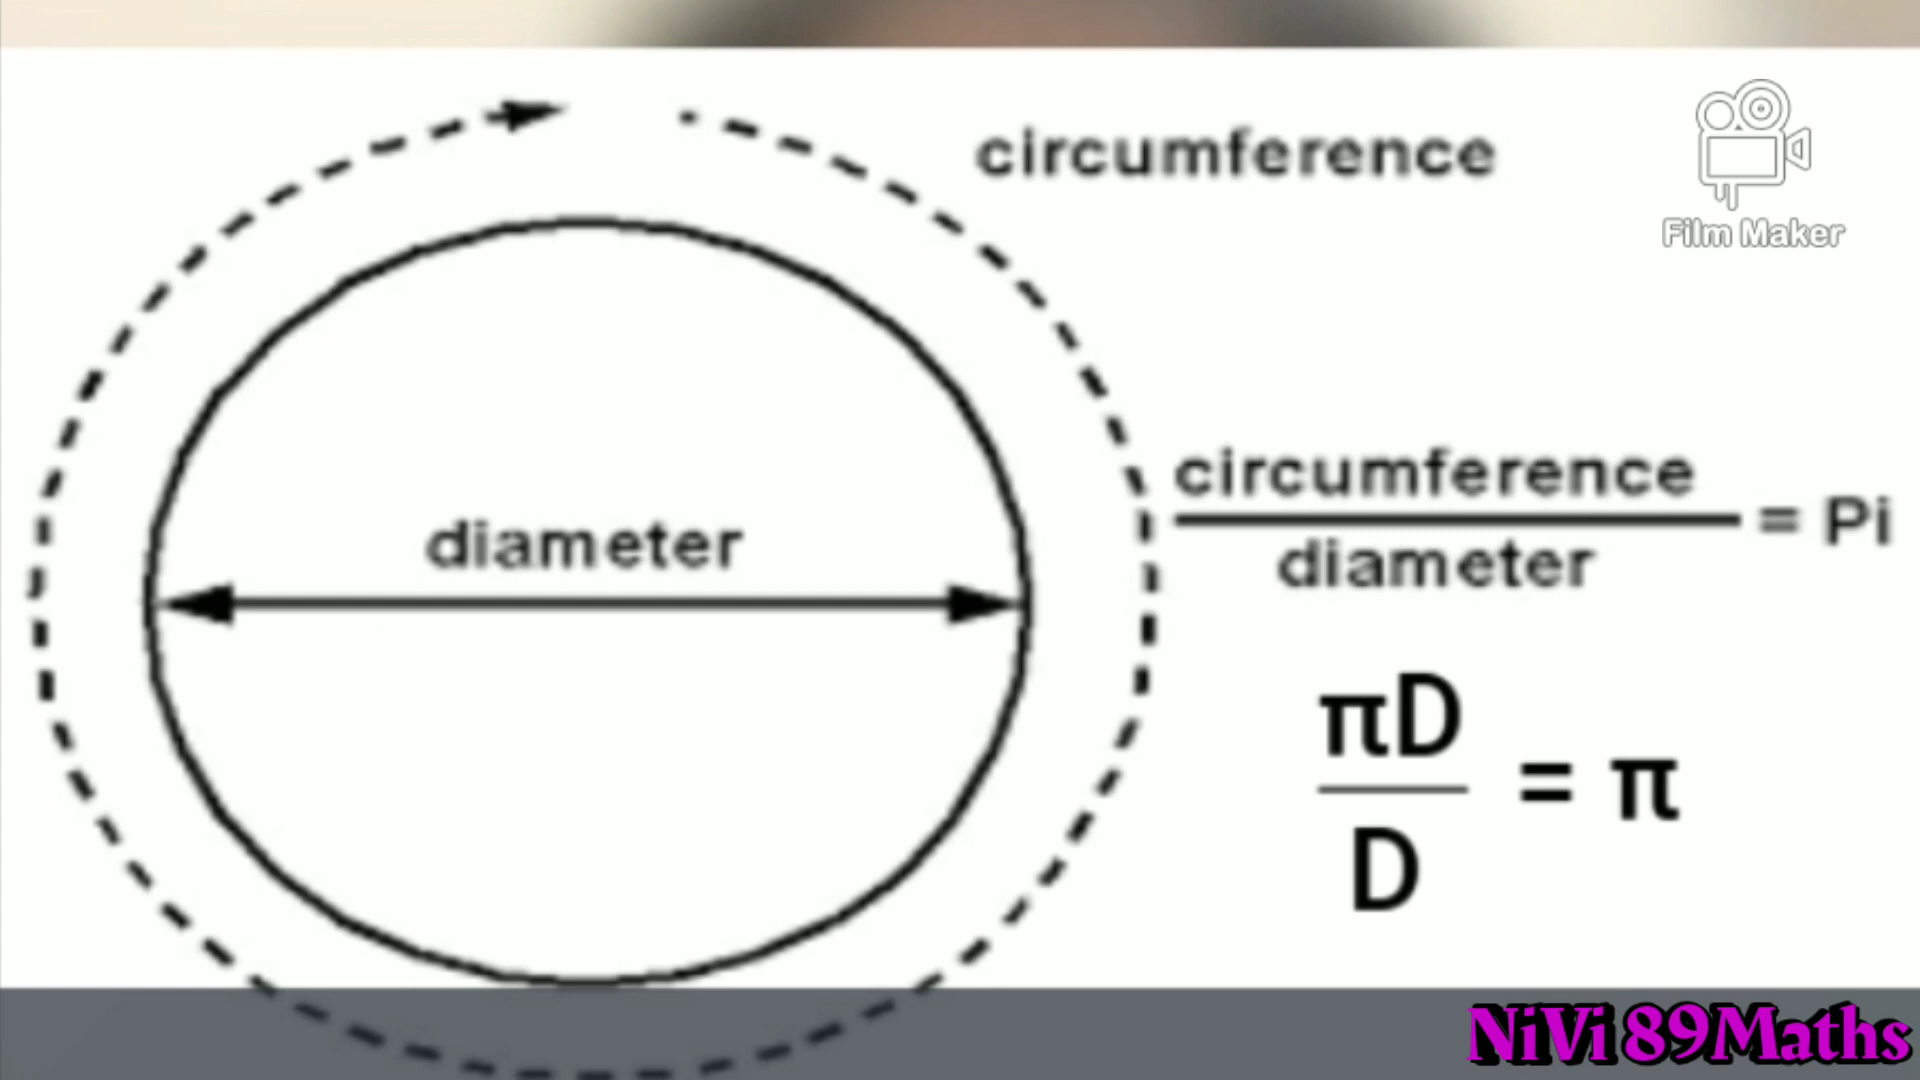 circumference
Film Maker
diameter
circumference
diameter
= Pi
πD
D
= π
NiVi 89Maths